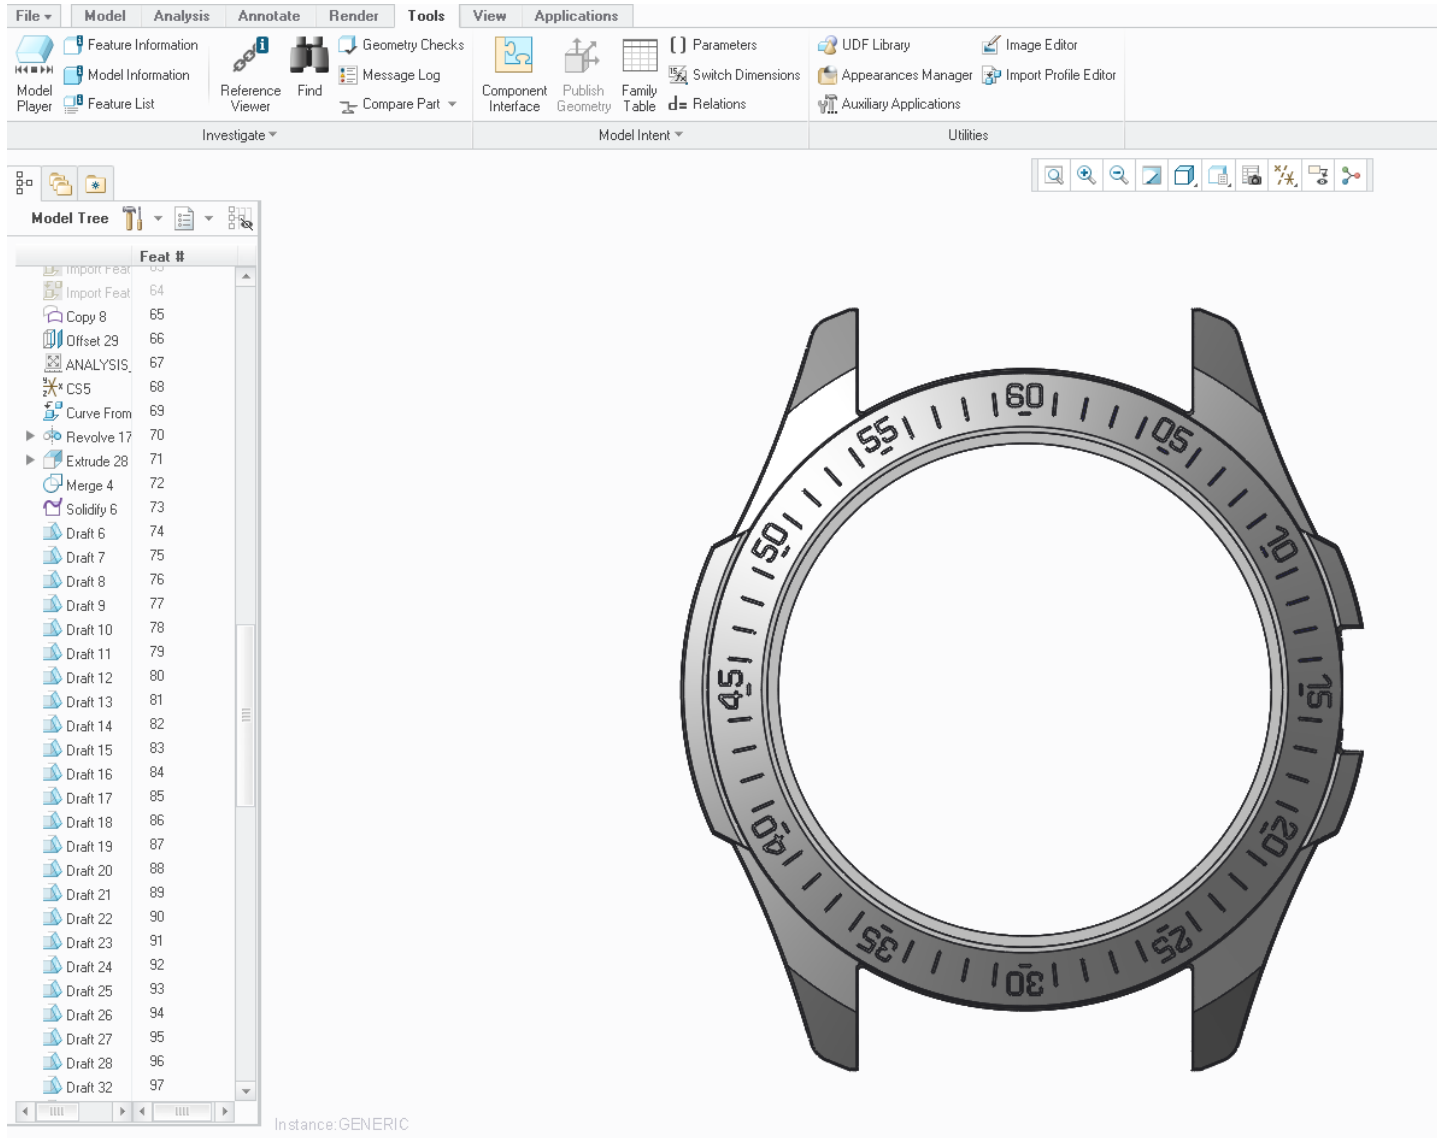 File Model Analysis Annotate Render Tools View Applications
Model Player
Feature Information
Model Information
Feature List
Reference Viewer
Find
Geometry Checks
Message Log
Compare Part
Investigate
Component Interface
Publish Geometry
Family Table
[ ] Parameters
Switch Dimensions
d= Relations
Model Intent
UDF Library
Appearances Manager
Auxiliary Applications
Image Editor
Import Profile Editor
Utilities
Model Tree
Feat #
Import Feat 63
Import Feat 64
Copy 8 65
Offset 29 66
ANALYSIS_ 67
CS5 68
Curve From 69
Revolve 17 70
Extrude 28 71
Merge 4 72
Solidify 6 73
Draft 6 74
Draft 7 75
Draft 8 76
Draft 9 77
Draft 10 78
Draft 11 79
Draft 12 80
Draft 13 81
Draft 14 82
Draft 15 83
Draft 16 84
Draft 17 85
Draft 18 86
Draft 19 87
Draft 20 88
Draft 21 89
Draft 22 90
Draft 23 91
Draft 24 92
Draft 25 93
Draft 26 94
Draft 27 95
Draft 28 96
Draft 32 97
60
05
10
15
20
25
30
35
40
45
50
55
Instance:GENERIC